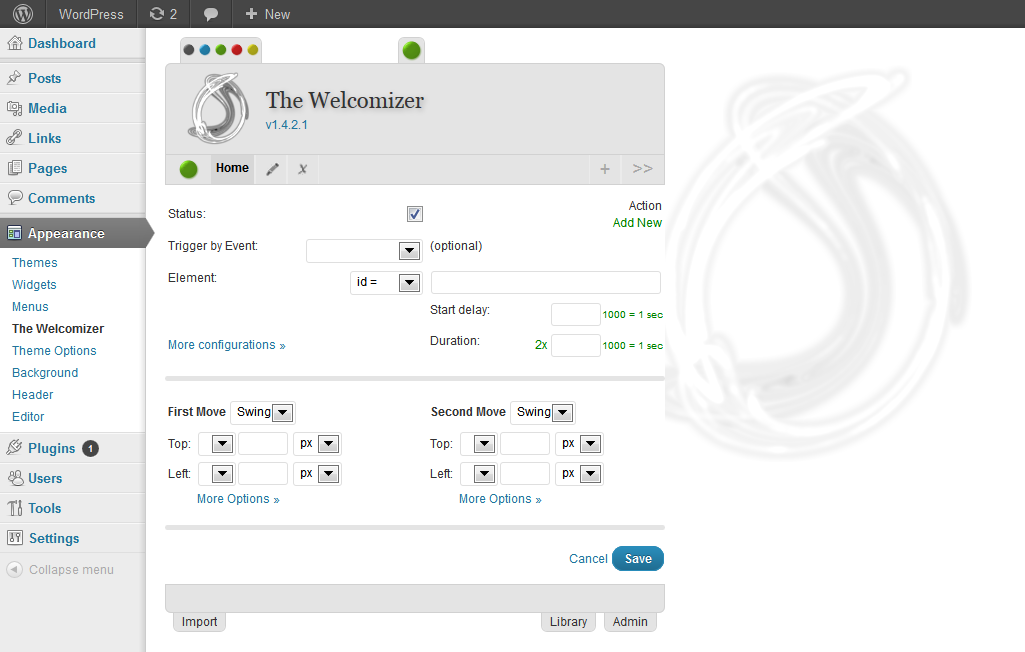 WordPress 2 New
Dashboard
Posts
Media
Links
Pages
Comments
Appearance
Themes
Widgets
Menus
The Welcomizer
Theme Options
Background
Header
Editor
Plugins 1
Users
Tools
Settings
Collapse menu
The Welcomizer
v1.4.2.1
Home x + >>
Status: Action
Add New
Trigger by Event: (optional)
Element: id =
Start delay: 1000 = 1 sec
More configurations » Duration: 2x 1000 = 1 sec
First Move Swing Second Move Swing
Top: px Top: px
Left: px Left: px
More Options » More Options »
Cancel Save
Import Library Admin